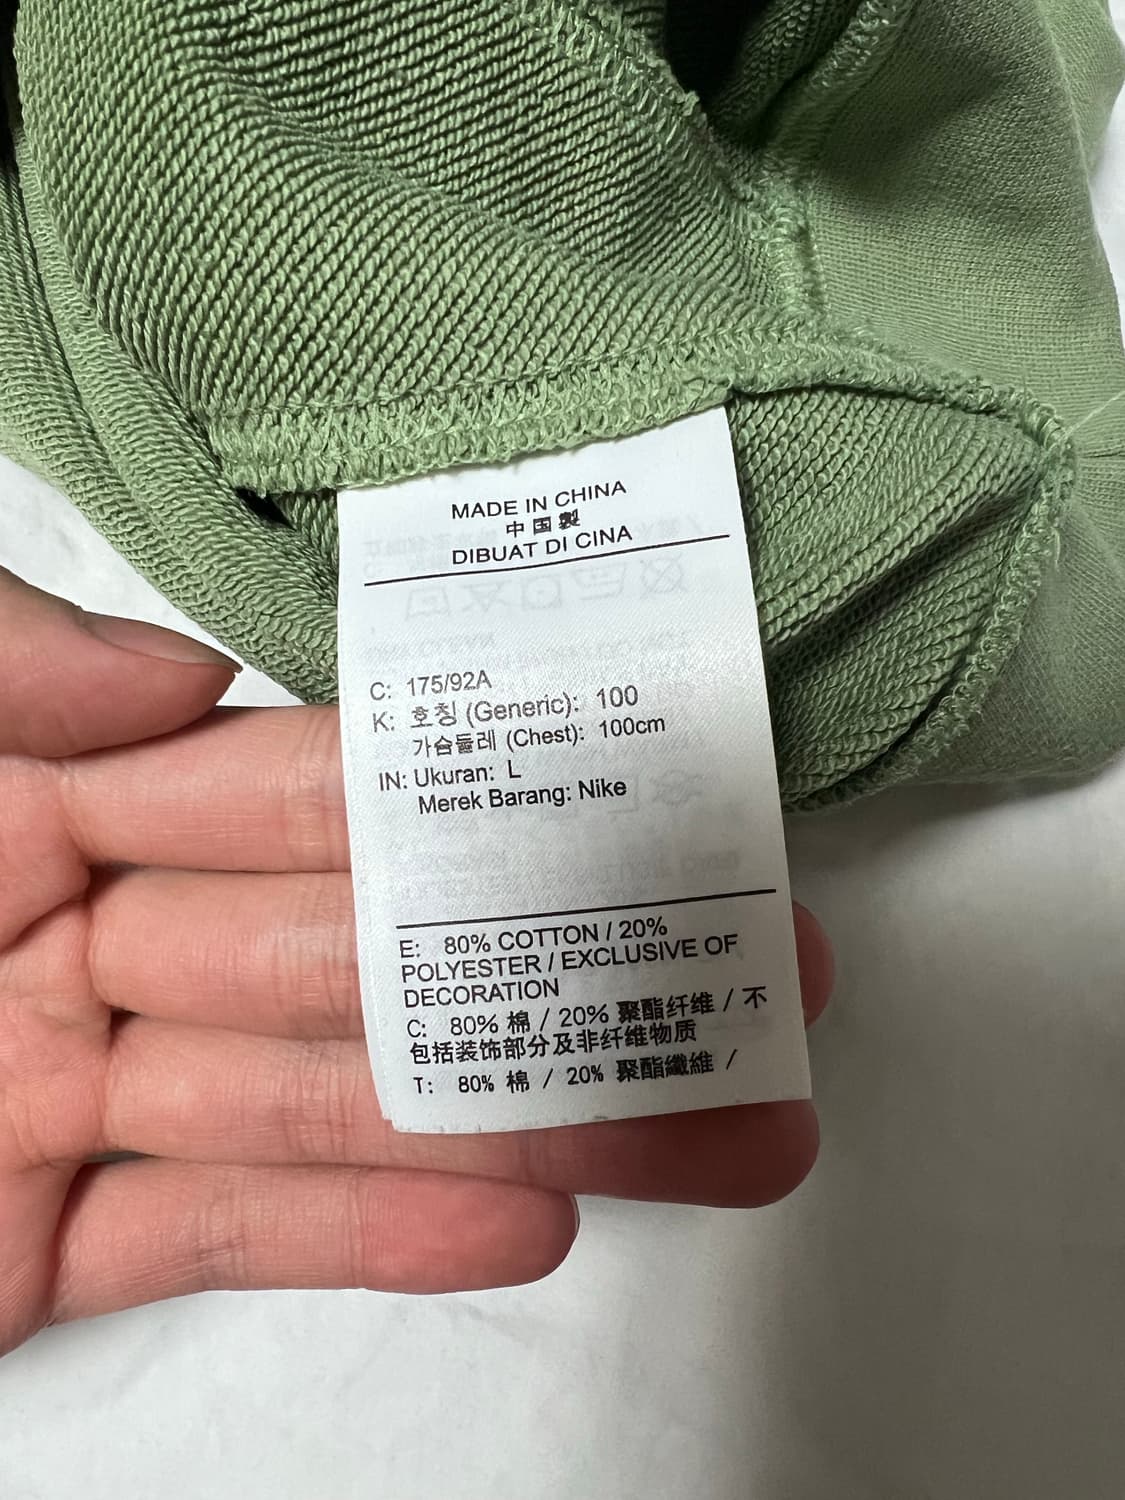 MADE IN CHINA
中国製
DIBUAT DI CINA
C: 175/92A
K: 호칭 (Generic): 100
가슴둘레 (Chest): 100cm
IN: Ukuran: L
Merek Barang: Nike
E: 80% COTTON / 20%
POLYESTER / EXCLUSIVE OF
DECORATION
C: 80% 棉 / 20% 聚酯纤维 / 不
包括装饰部分及非纤维物质
T: 80% 棉 / 20% 聚酯纖維 /